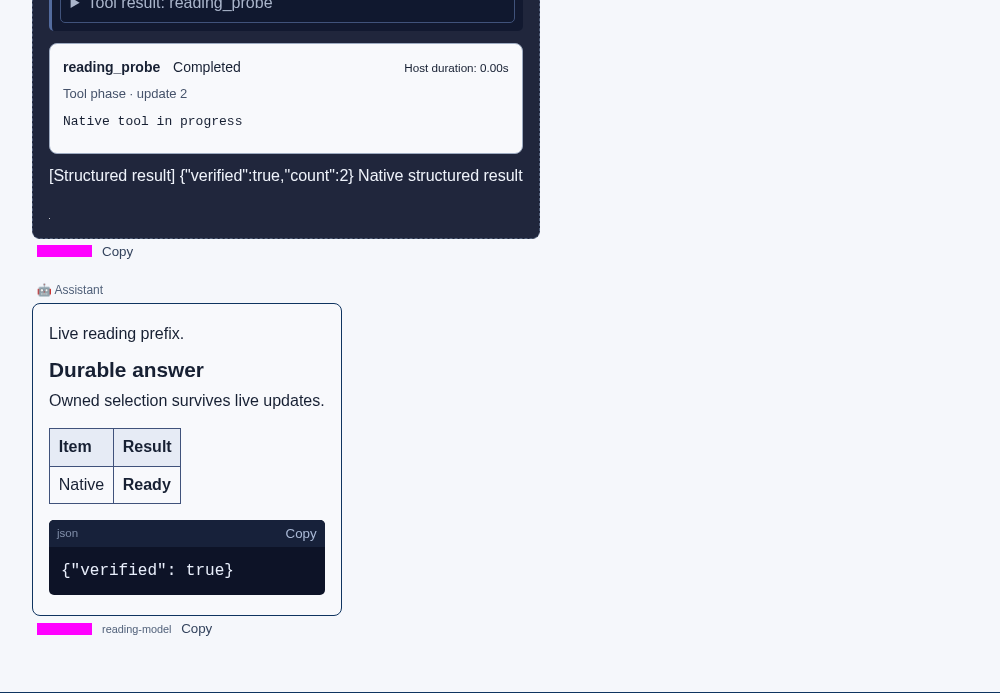 Tool result: reading_probe
reading_probe Completed Host duration: 0.00s
Tool phase · update 2
Native tool in progress
[Structured result] {"verified":true,"count":2} Native structured result
Copy
🤖 Assistant
Live reading prefix.
Durable answer
Owned selection survives live updates.
Item Result
Native Ready
json Copy
{"verified": true}
reading-model Copy